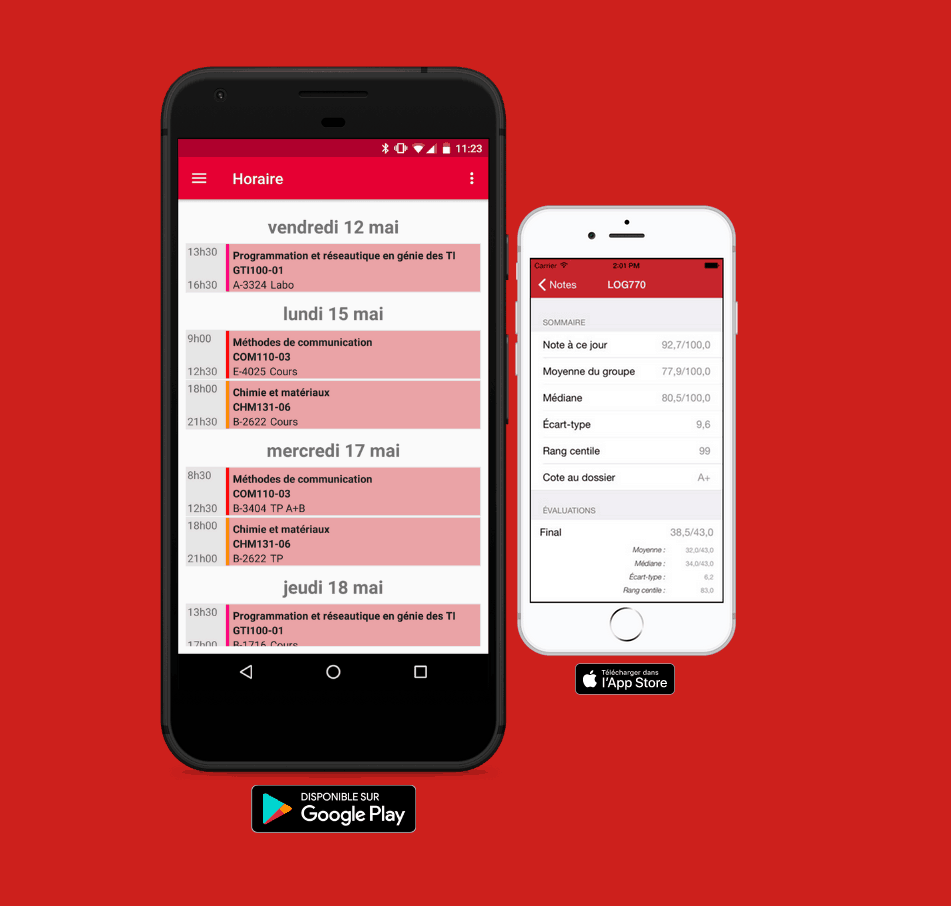 11:23
Horaire
vendredi 12 mai
13h30
Programmation et réseautique en génie des TI
GTI100-01
16h30
A-3324 Labo
lundi 15 mai
9h00
Méthodes de communication
COM110-03
12h30
E-4025 Cours
18h00
Chimie et matériaux
CHM131-06
21h30
B-2622 Cours
mercredi 17 mai
8h30
Méthodes de communication
COM110-03
12h30
B-3404 TP A+B
18h00
Chimie et matériaux
CHM131-06
21h00
B-2622 TP
jeudi 18 mai
13h30
Programmation et réseautique en génie des TI
GTI100-01
17h00
B-1716 Cours
DISPONIBLE SUR
Google Play
Carrier 2:01 PM
Notes LOG770
SOMMAIRE
Note à ce jour 92,7/100,0
Moyenne du groupe 77,9/100,0
Médiane 80,5/100,0
Écart-type 9,6
Rang centile 99
Cote au dossier A+
ÉVALUATIONS
Final 38,5/43,0
Moyenne : 32,0/43,0
Médiane : 34,0/43,0
Écart-type : 6,2
Rang centile : 83,0
Télécharger dans
l'App Store